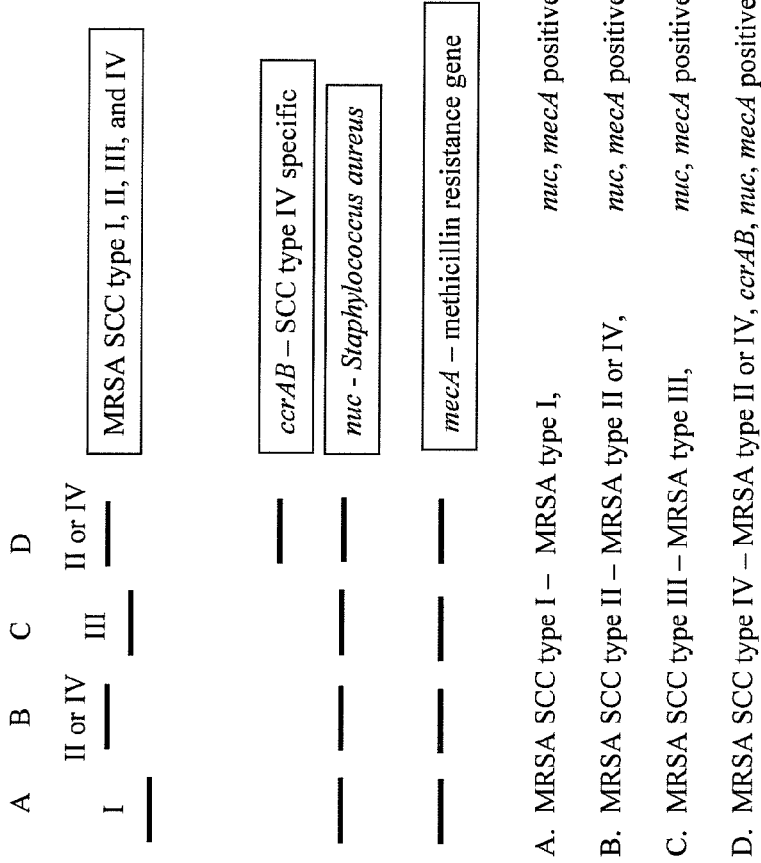 A B C D
I II or IV III II or IV
MRSA SCC type I, II, III, and IV
ccrAB – SCC type IV specific
nuc - Staphylococcus aureus
mecA – methicillin resistance gene
A. MRSA SCC type I – MRSA type I, nuc, mecA positive
B. MRSA SCC type II – MRSA type II or IV, nuc, mecA positive
C. MRSA SCC type III – MRSA type III, nuc, mecA positive
D. MRSA SCC type IV – MRSA type II or IV, ccrAB, nuc, mecA positive